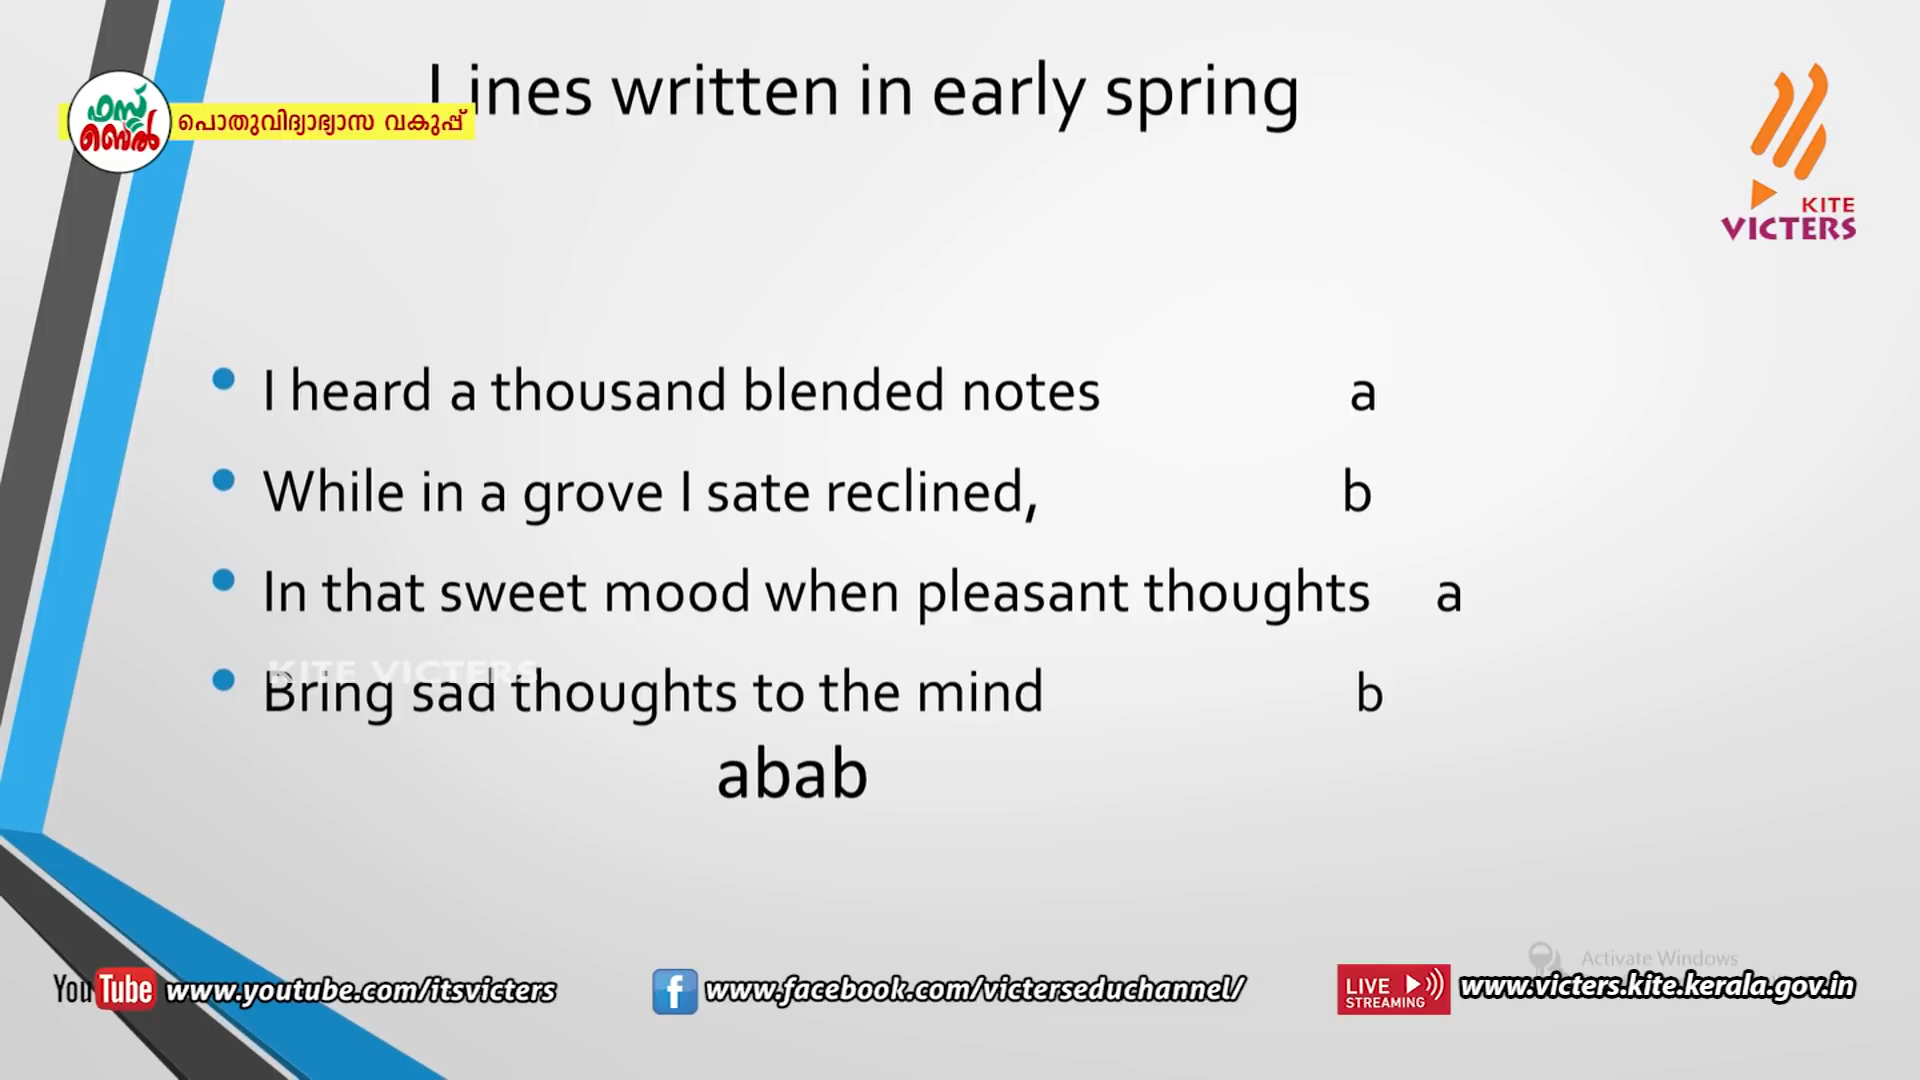 Lines written in early spring
ഫസ്റ്റ്
ബെൽ
പൊതുവിദ്യാഭ്യാസ വകുപ്പ്
KITE
VICTERS
I heard a thousand blended notes a
While in a grove I sate reclined, b
In that sweet mood when pleasant thoughts a
KITE VICTERS
Bring sad thoughts to the mind b
abab
Activate Windows
YouTube www.youtube.com/itsvicters
f www.facebook.com/victerseduchannel/
LIVE
STREAMING
www.victers.kite.kerala.gov.in